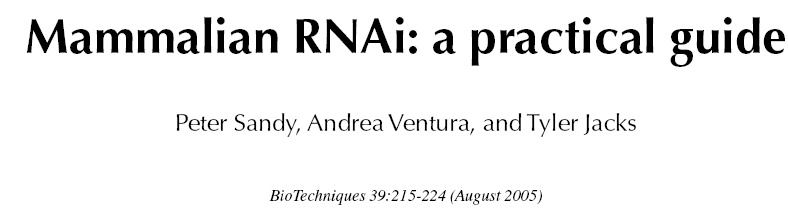 Mammalian RNAi: a practical guide
Peter Sandy, Andrea Ventura, and Tyler Jacks
BioTechniques 39:215-224 (August 2005)